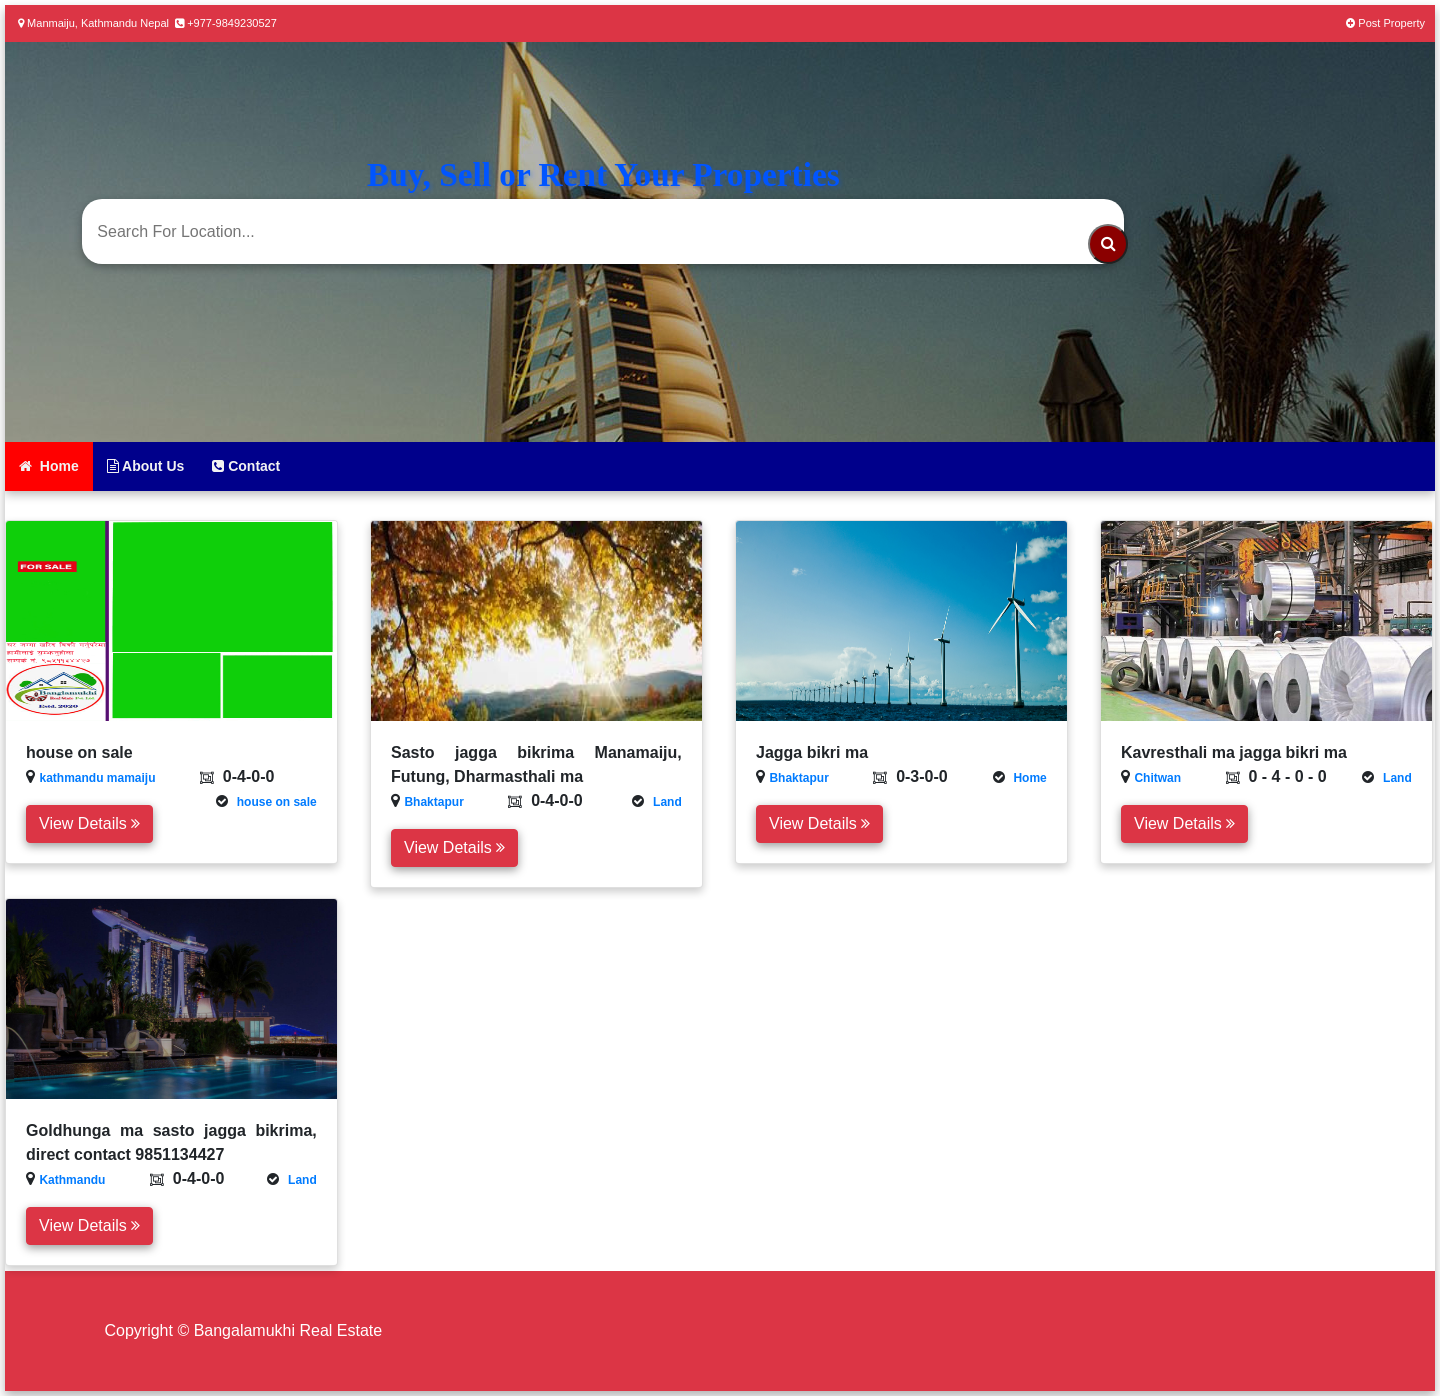 Manmaiju, Kathmandu Nepal +977-9849230527
Post Property
Buy, Sell or Rent Your Properties
Search For Location...
Home About Us Contact
FOR SALE
Banglamukhi
Estd. 2020
house on sale
kathmandu mamaiju 0-4-0-0
house on sale
View Details
Sasto jagga bikrima Manamaiju,
Futung, Dharmasthali ma
Bhaktapur 0-4-0-0 Land
View Details
Jagga bikri ma
Bhaktapur 0-3-0-0 Home
View Details
Kavresthali ma jagga bikri ma
Chitwan 0 - 4 - 0 - 0 Land
View Details
Goldhunga ma sasto jagga bikrima,
direct contact 9851134427
Kathmandu 0-4-0-0 Land
View Details
Copyright © Bangalamukhi Real Estate